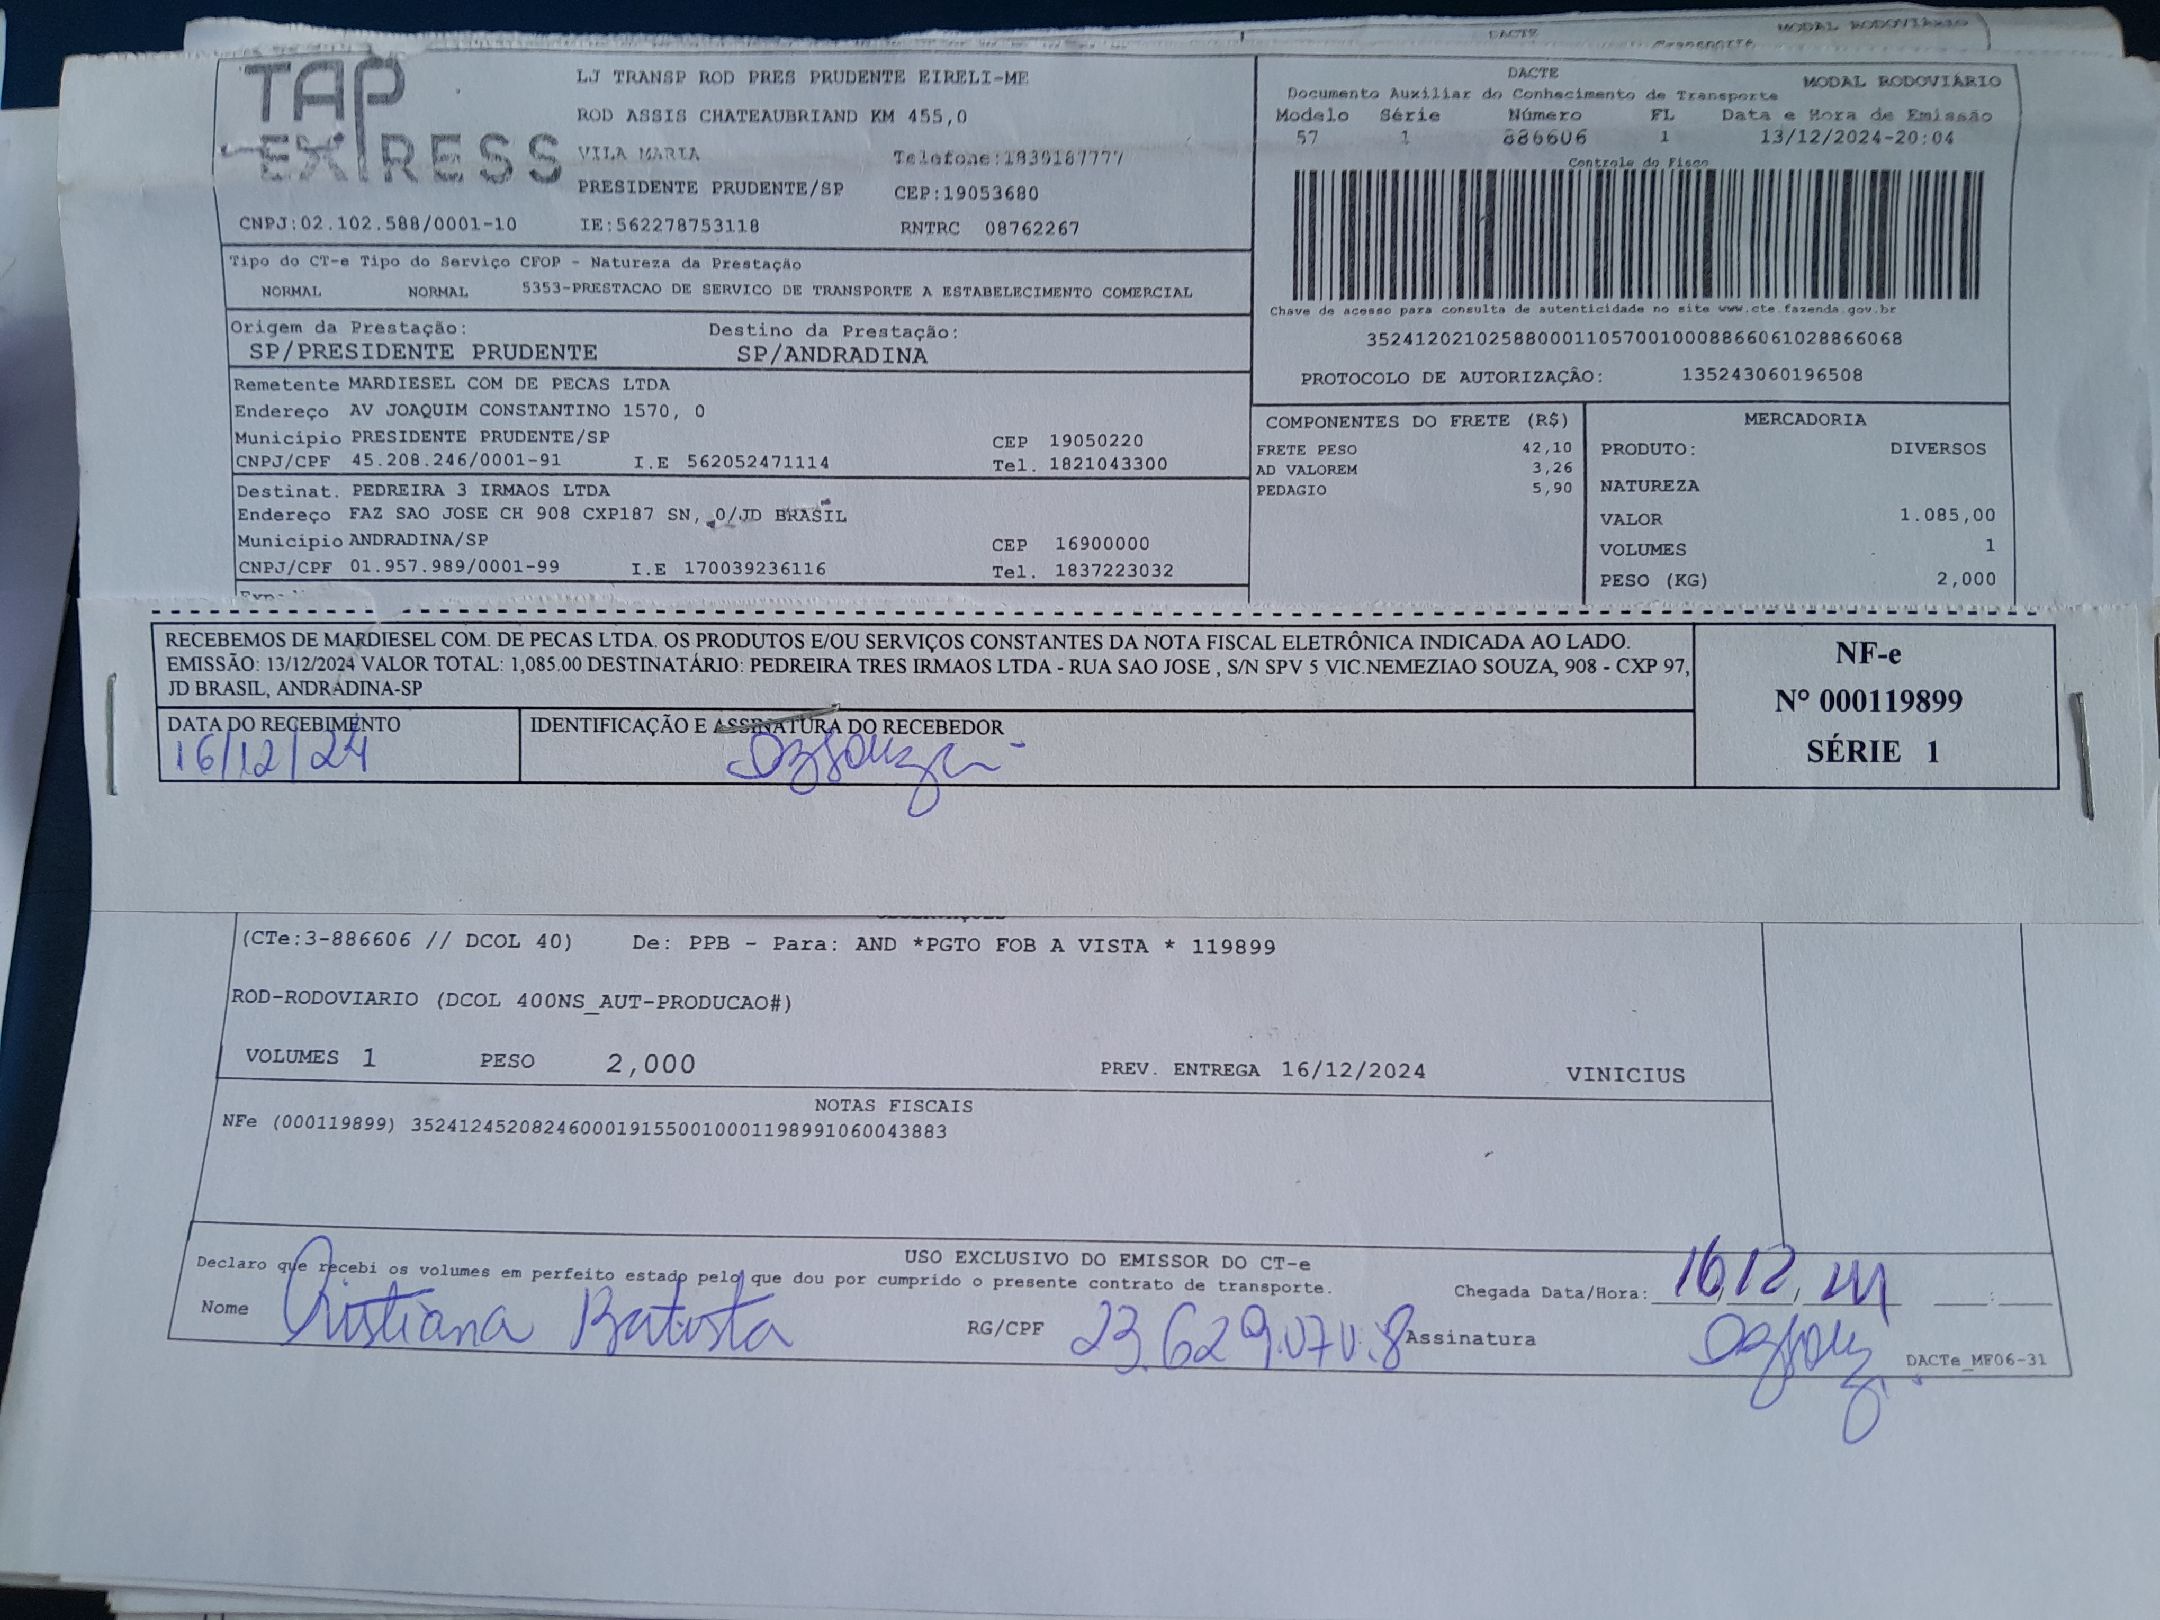 DACTE
MODAL RODOVIÁRIO
TAP
EXPRESS
LJ TRANSP ROD PRES PRUDENTE EIRELI-ME
ROD ASSIS CHATEAUBRIAND KM 455,0
VILA MARIA Telefone:1839187777
PRESIDENTE PRUDENTE/SP CEP:19053680
CNPJ:02.102.588/0001-10 IE:562278753118 RNTRC 08762267
DACTE MODAL RODOVIÁRIO
Documento Auxiliar do Conhecimento de Transporte
Modelo Série Número FL Data e Hora de Emissão
57 1 886606 1 13/12/2024-20:04
Controle do Fisco
Chave de acesso para consulta de autenticidade no site www.cte.fazenda.gov.br
35241202102588000110570010008866061028866068
PROTOCOLO DE AUTORIZAÇÃO: 135243060196508
Tipo do CT-e Tipo do Serviço CFOP - Natureza da Prestação
NORMAL NORMAL 5353-PRESTACAO DE SERVICO DE TRANSPORTE A ESTABELECIMENTO COMERCIAL
Origem da Prestação: Destino da Prestação:
SP/PRESIDENTE PRUDENTE SP/ANDRADINA
Remetente MARDIESEL COM DE PECAS LTDA
Endereço AV JOAQUIM CONSTANTINO 1570, 0
Municipio PRESIDENTE PRUDENTE/SP CEP 19050220
CNPJ/CPF 45.208.246/0001-91 I.E 562052471114 Tel. 1821043300
Destinat. PEDREIRA 3 IRMAOS LTDA
Endereço FAZ SAO JOSE CH 908 CXP187 SN, 0/JD BRASIL
Municipio ANDRADINA/SP CEP 16900000
CNPJ/CPF 01.957.989/0001-99 I.E 170039236116 Tel. 1837223032
COMPONENTES DO FRETE (R$)
FRETE PESO 42,10
AD VALOREM 3,26
PEDAGIO 5,90
MERCADORIA
PRODUTO: DIVERSOS
NATUREZA
VALOR 1.085,00
VOLUMES 1
PESO (KG) 2,000
RECEBEMOS DE MARDIESEL COM. DE PECAS LTDA. OS PRODUTOS E/OU SERVIÇOS CONSTANTES DA NOTA FISCAL ELETRÔNICA INDICADA AO LADO.
EMISSÃO: 13/12/2024 VALOR TOTAL: 1,085.00 DESTINATÁRIO: PEDREIRA TRES IRMAOS LTDA - RUA SAO JOSE , S/N SPV 5 VIC.NEMEZIAO SOUZA, 908 - CXP 97,
JD BRASIL, ANDRADINA-SP
DATA DO RECEBIMENTO IDENTIFICAÇÃO E ASSINATURA DO RECEBEDOR
16/12/24
NF-e
Nº 000119899
SÉRIE 1
(CTe:3-886606 // DCOL 40) De: PPB - Para: AND *PGTO FOB A VISTA * 119899
ROD-RODOVIARIO (DCOL 400NS_AUT-PRODUCAO#)
VOLUMES 1 PESO 2,000 PREV. ENTREGA 16/12/2024 VINICIUS
NOTAS FISCAIS
NFe (000119899) 35241245208246000191550010001198991060043883
USO EXCLUSIVO DO EMISSOR DO CT-e
Declaro que recebi os volumes em perfeito estado pelo que dou por cumprido o presente contrato de transporte.
Chegada Data/Hora: 16/12/24
Nome Cristiana Batista RG/CPF 23.629.070.8 Assinatura
DACTe_MF06-31